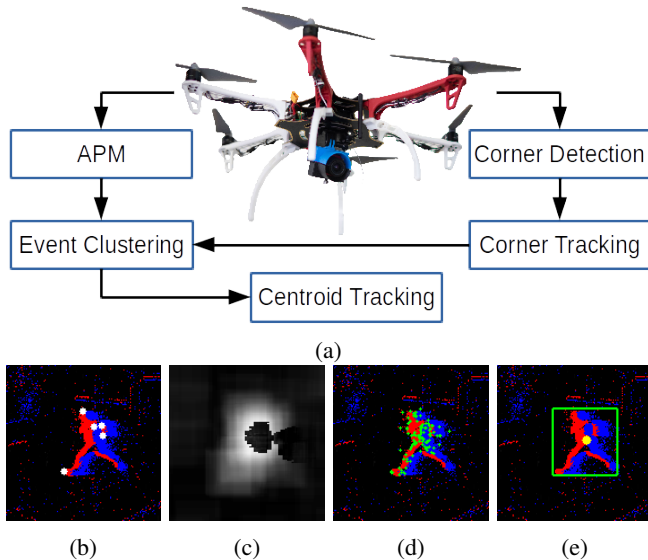 APM
Corner Detection
Event Clustering
Corner Tracking
Centroid Tracking
(a)
(b)
(c)
(d)
(e)